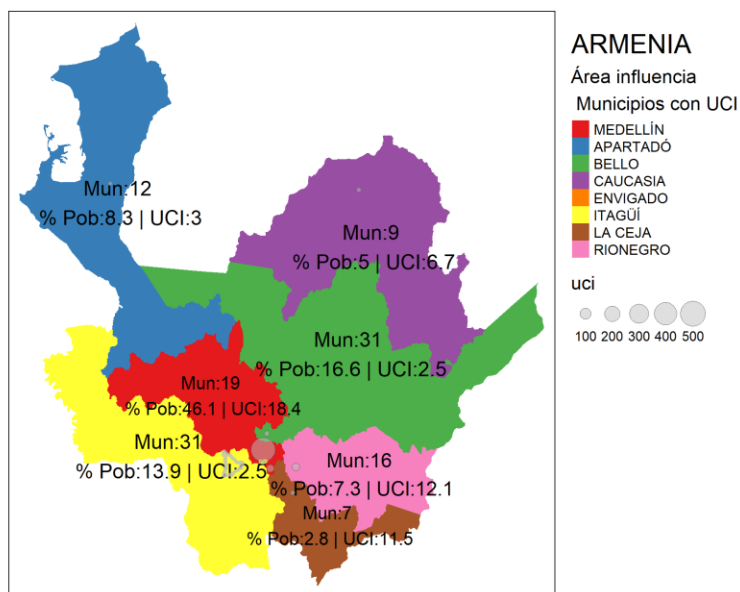 ARMENIA
Área influencia
Municipios con UCI
MEDELLÍN
APARTADÓ
BELLO
CAUCASIA
ENVIGADO
ITAGÜÍ
LA CEJA
RIONEGRO
uci
100 200 300 400 500
Mun:12
% Pob:8.3 | UCI:3
Mun:9
% Pob:5 | UCI:6.7
Mun:31
% Pob:16.6 | UCI:2.5
Mun:19
% Pob:46.1 | UCI:18.4
Mun:31
% Pob:13.9 | UCI:2.5
Mun:16
% Pob:7.3 | UCI:12.1
Mun:7
% Pob:2.8 | UCI:11.5